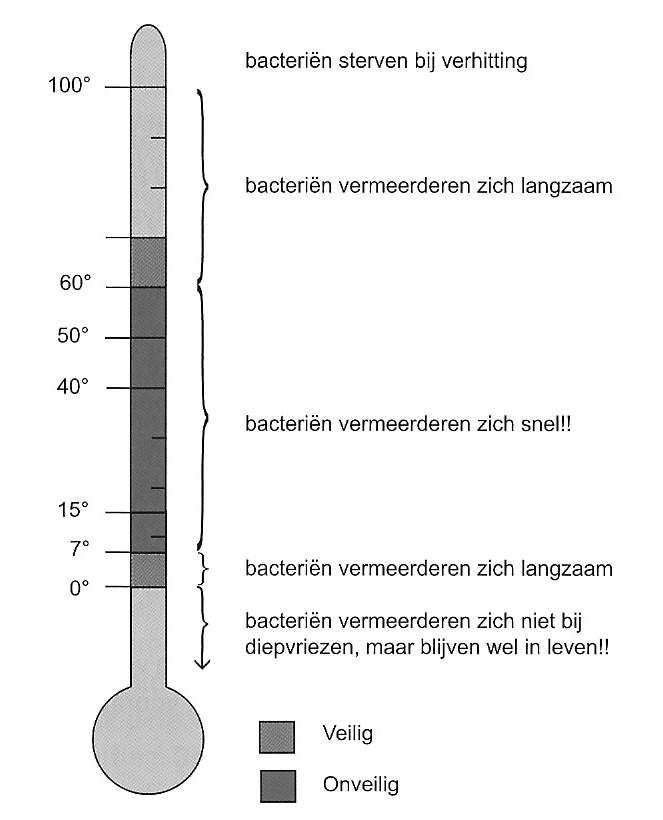 bacteriën sterven bij verhitting
100°
bacteriën vermeerderen zich langzaam
60°
50°
40°
bacteriën vermeerderen zich snel!!
15°
7°
bacteriën vermeerderen zich langzaam
0°
bacteriën vermeerderen zich niet bij
diepvriezen, maar blijven wel in leven!!
Veilig
Onveilig